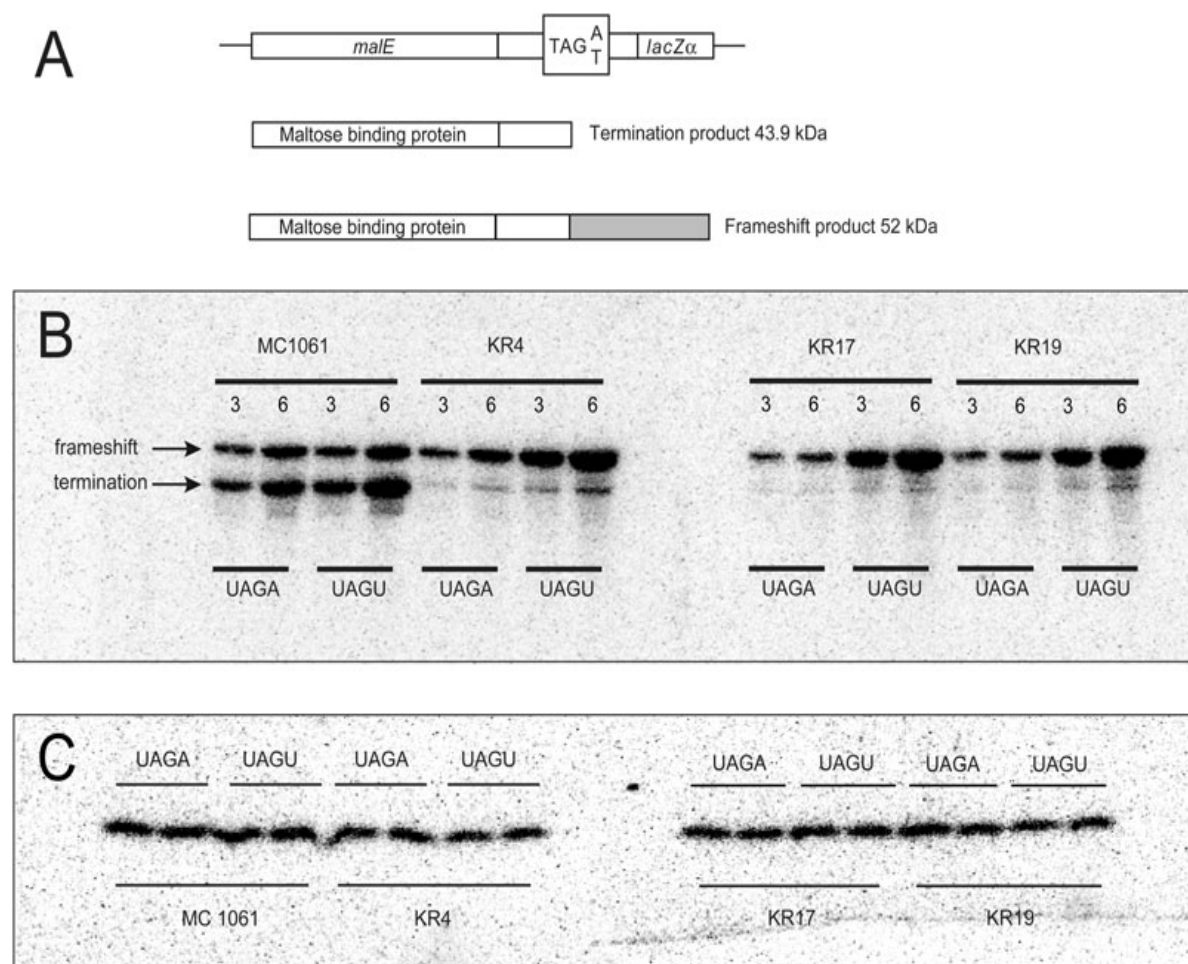 A
malE TAG A T lacZα
Maltose binding protein Termination product 43.9 kDa
Maltose binding protein Frameshift product 52 kDa
B
MC1061 KR4 KR17 KR19
3 6 3 6 3 6 3 6 3 6 3 6 3 6 3 6
frameshift
termination
UAGA UAGU UAGA UAGU UAGA UAGU UAGA UAGU
C
UAGA UAGU UAGA UAGU UAGA UAGU UAGA UAGU
MC 1061 KR4 KR17 KR19